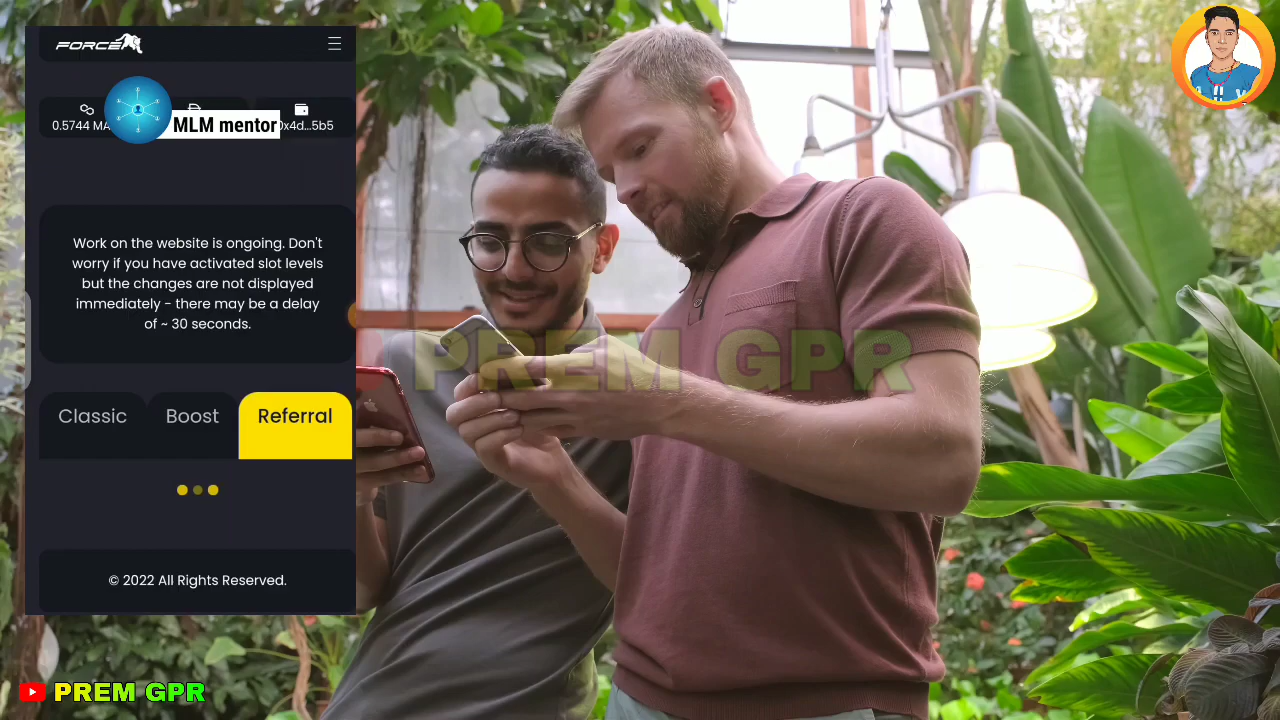 FORCE
0.5744 MA
0x4d...5b5
MLM mentor
Work on the website is ongoing. Don't
worry if you have activated slot levels
but the changes are not displayed
immediately - there may be a delay
of ~ 30 seconds.
Classic
Boost
Referral
© 2022 All Rights Reserved.
PREM GPR
PREM GPR